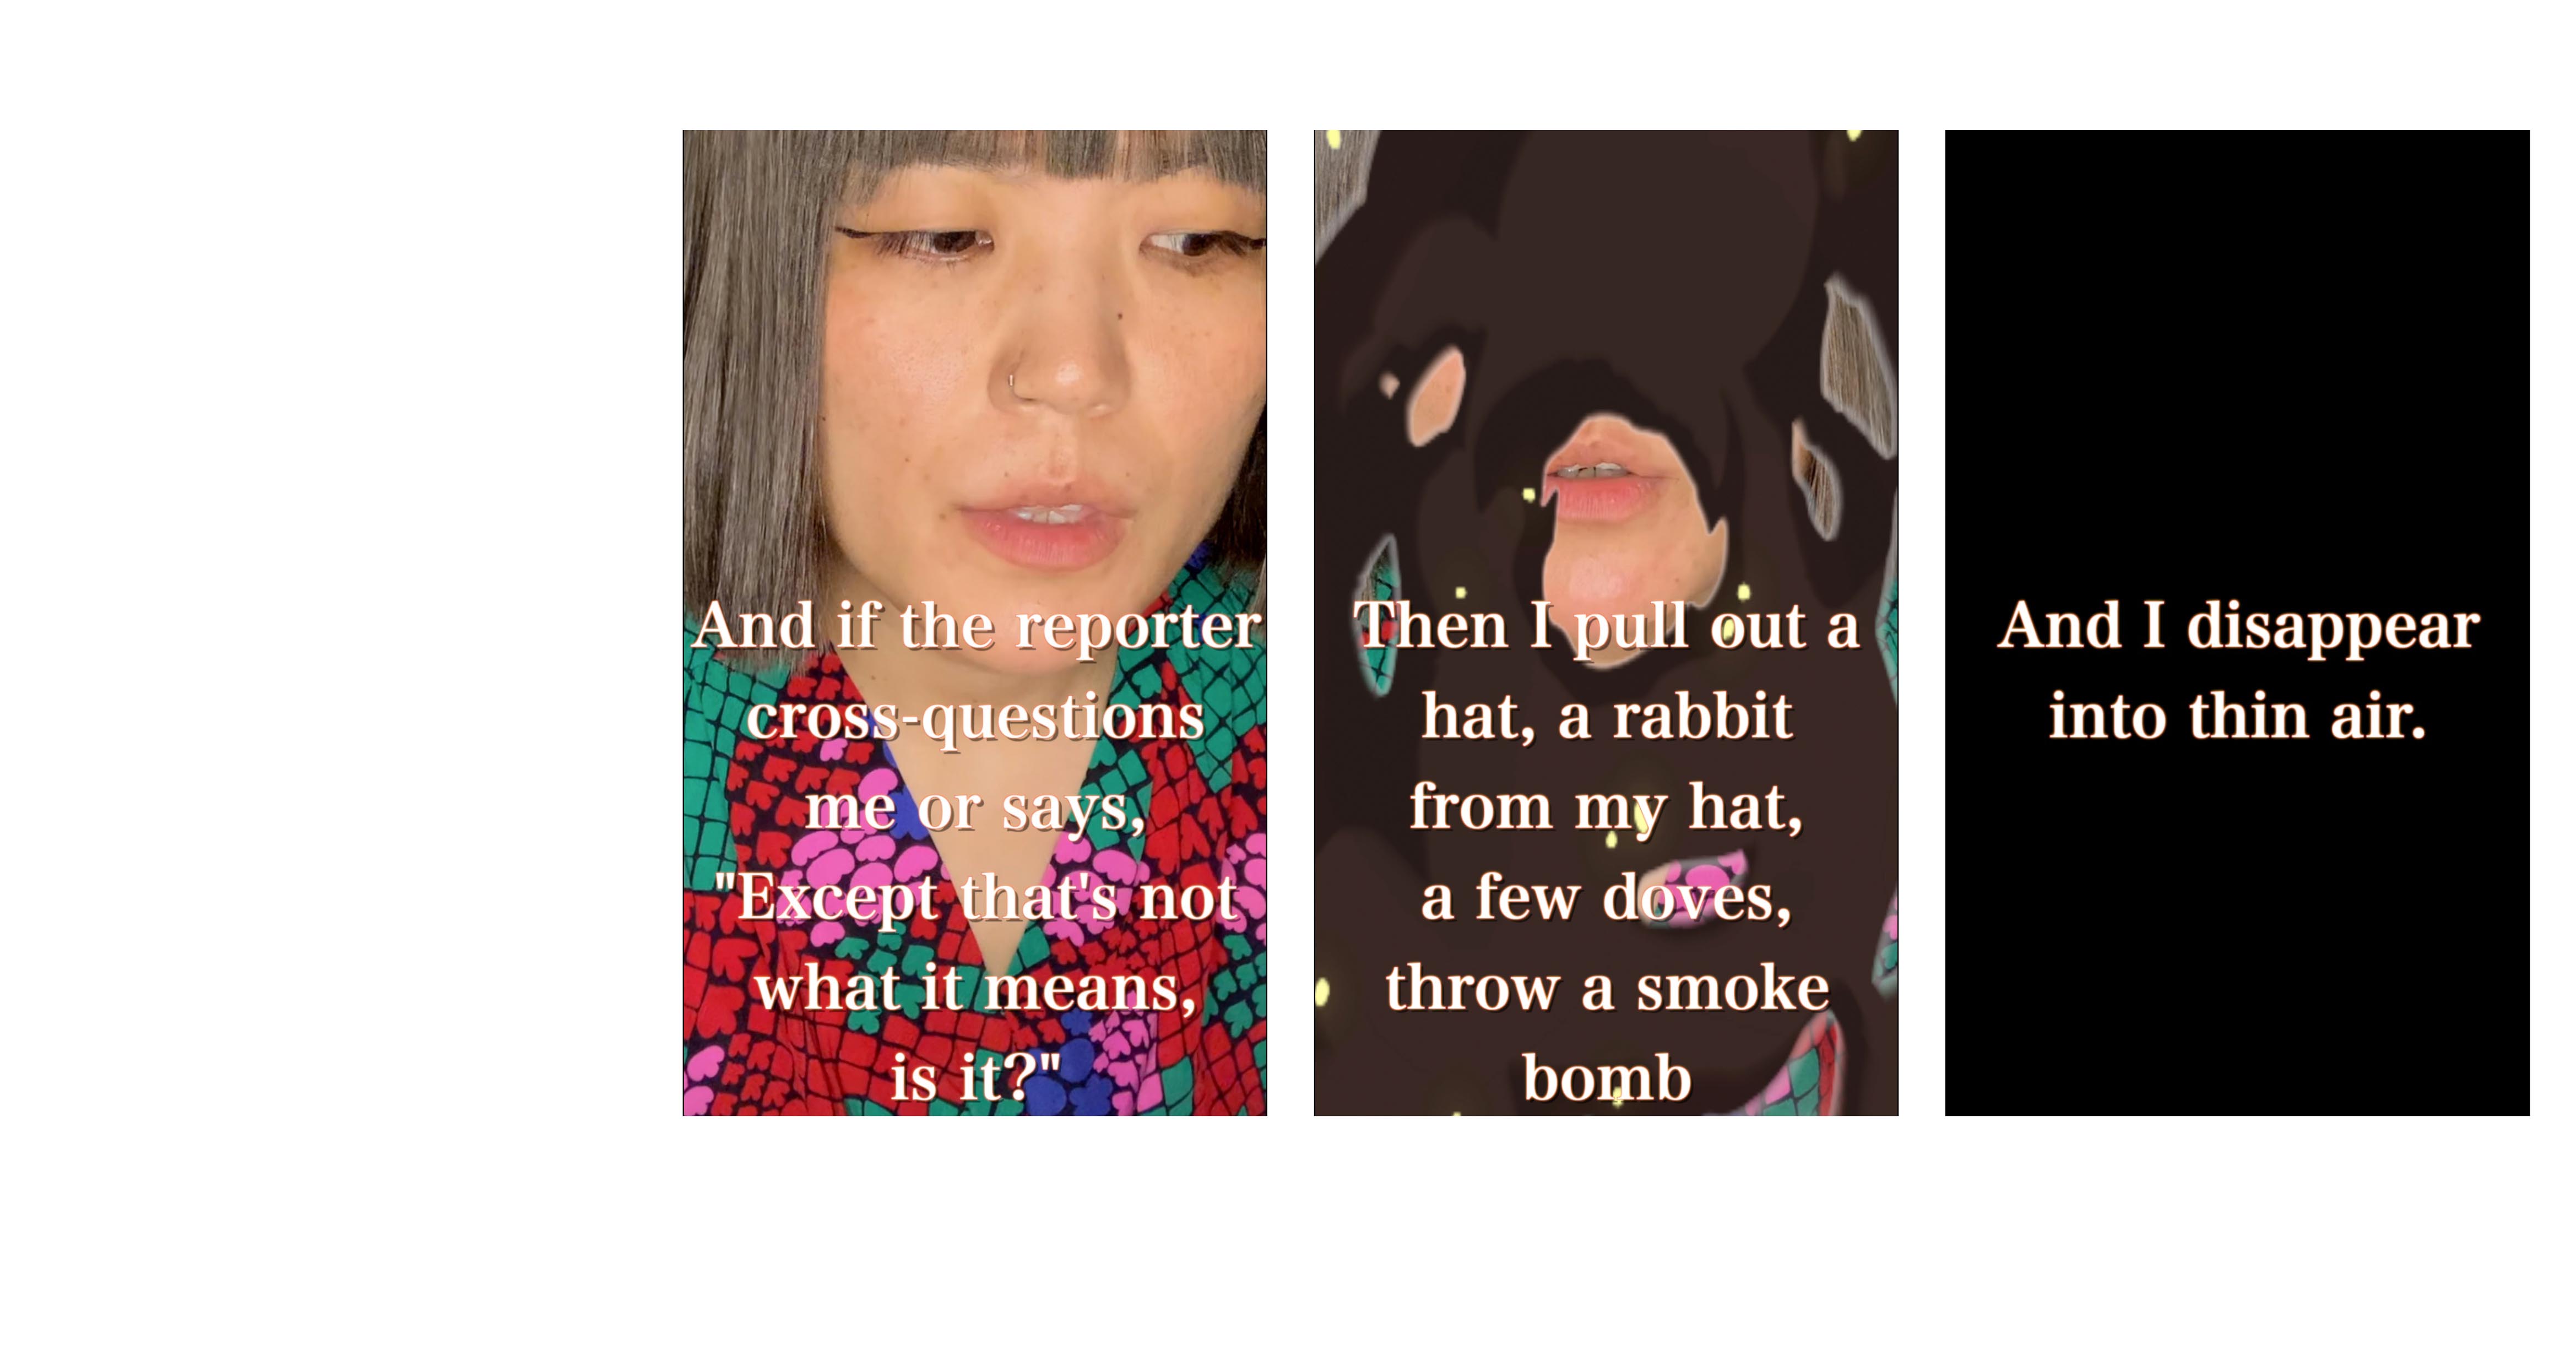 And if the reporter
cross-questions
me or says,
"Except that's not
what it means,
is it?"
Then I pull out a
hat, a rabbit
from my hat,
a few doves,
throw a smoke
bomb
And I disappear
into thin air.